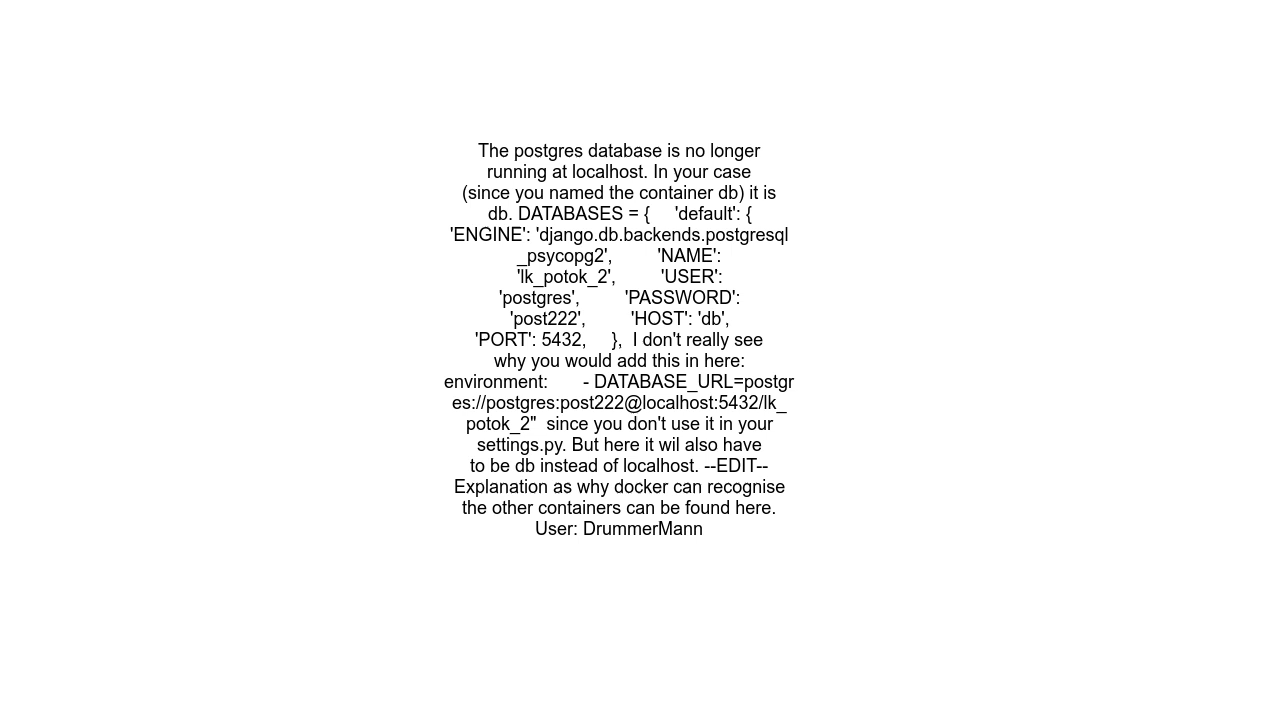 The postgres database is no longer
running at localhost. In your case
(since you named the container db) it is
db. DATABASES = {     'default': {
'ENGINE': 'django.db.backends.postgresql
_psycopg2',         'NAME':
'lk_potok_2',         'USER':
'postgres',         'PASSWORD':
'post222',         'HOST': 'db',
'PORT': 5432,     },  I don't really see
why you would add this in here:
environment:       - DATABASE_URL=postgr
es://postgres:post222@localhost:5432/lk_
potok_2"  since you don't use it in your
settings.py. But here it wil also have
to be db instead of localhost. --EDIT--
Explanation as why docker can recognise
the other containers can be found here.
User: DrummerMann